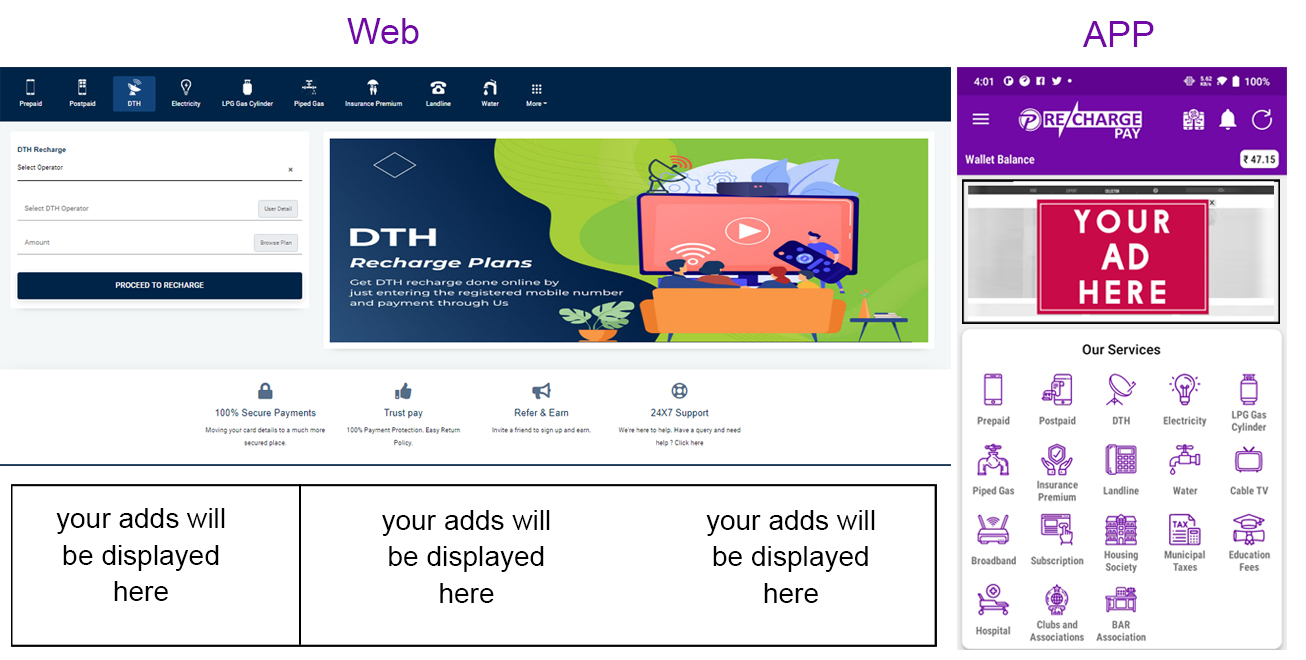 Web
APP
Prepaid
Postpaid
DTH
Electricity
LPG Gas Cylinder
Piped Gas
Insurance Premium
Landline
Water
More
DTH Recharge
Select Operator
×
Select DTH Operator
User Detail
Amount
Browse Plan
PROCEED TO RECHARGE
DTH
Recharge Plans
Get DTH recharge done online by
just entering the registered mobile number
and payment through Us
100% Secure Payments
Moving your card details to a much more
secured place.
Trust pay
100% Payment Protection. Easy Return
Policy.
Refer & Earn
Invite a friend to sign up and earn.
24X7 Support
We're here to help. Have a query and need
help ? Click here
your adds will
be displayed
here
your adds will
be displayed
here
your adds will
be displayed
here
4:01
5.62
KB/s
100%
RE/CHARGE
PAY
Wallet Balance
₹ 47.15
X
YOUR
AD
HERE
Our Services
Prepaid
Postpaid
DTH
Electricity
LPG Gas
Cylinder
Piped Gas
Insurance
Premium
Landline
Water
Cable TV
Broadband
Subscription
Housing
Society
TAX
Municipal
Taxes
Education
Fees
Hospital
Clubs and
Associations
BAR
Association